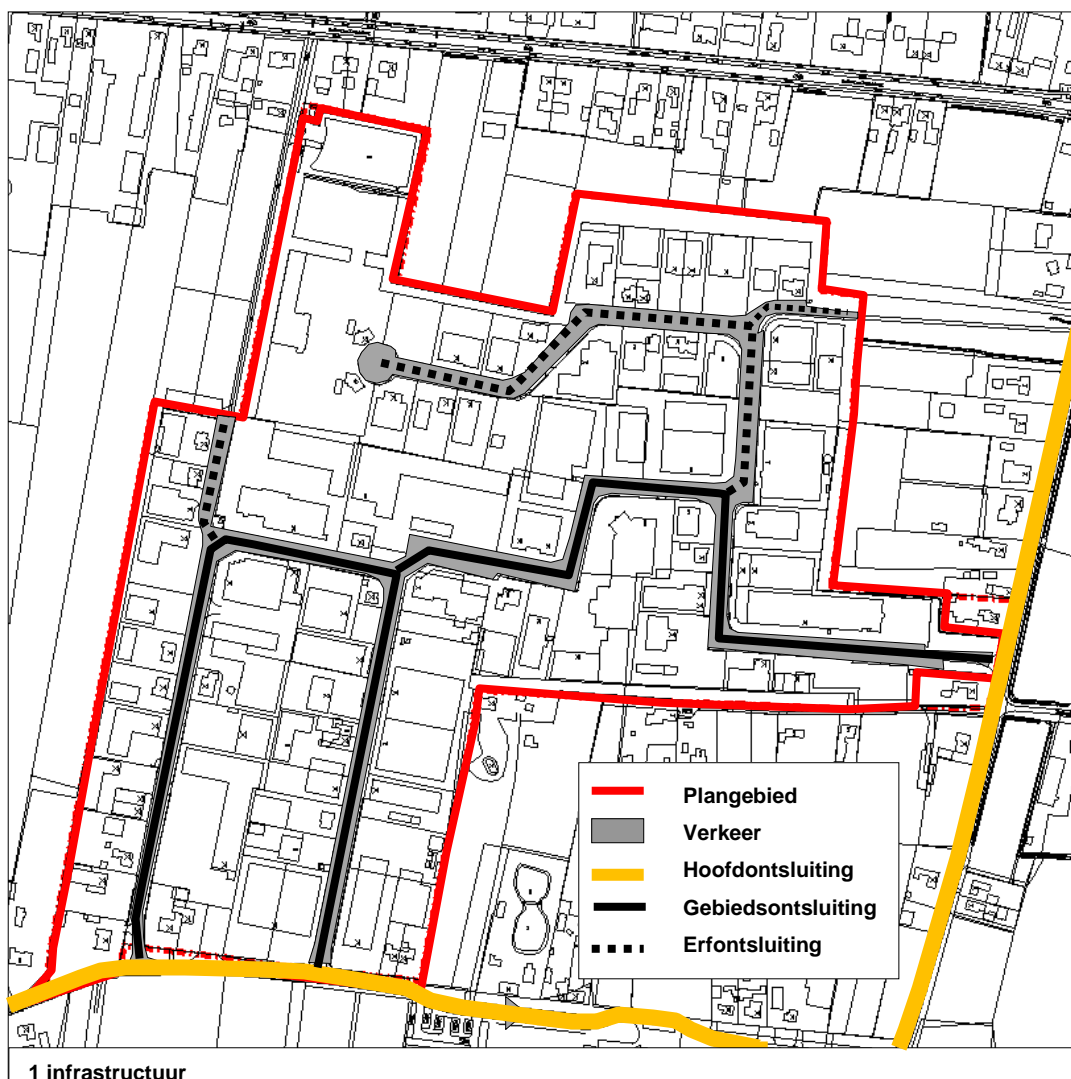 Plangebied
Verkeer
Hoofdontsluiting
Gebiedsontsluiting
Erfontsluiting
1 infrastructuur